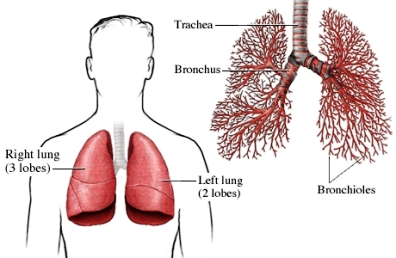 Trachea
Bronchus
Right lung
(3 lobes)
Left lung
(2 lobes)
Bronchioles